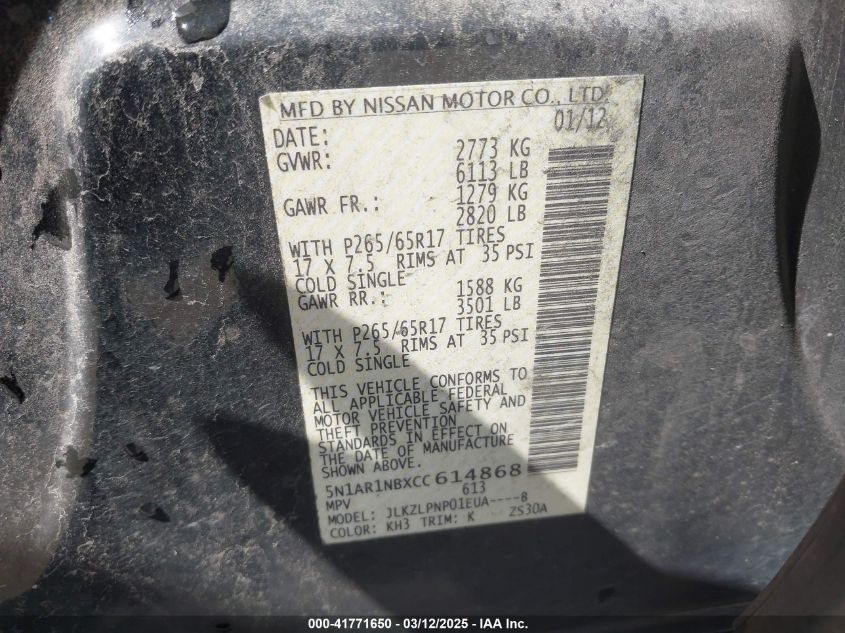 MFD BY NISSAN MOTOR CO., LTD
DATE: 01/12
GVWR: 2773 KG
6113 LB
GAWR FR.: 1279 KG
2820 LB
WITH P265/65R17 TIRES
17 X 7.5 RIMS AT 35 PSI
COLD SINGLE
GAWR RR.: 1588 KG
3501 LB
WITH P265/65R17 TIRES
17 X 7.5 RIMS AT 35 PSI
COLD SINGLE
THIS VEHICLE CONFORMS TO
ALL APPLICABLE FEDERAL
MOTOR VEHICLE SAFETY AND
THEFT PREVENTION
STANDARDS IN EFFECT ON
THE DATE OF MANUFACTURE
SHOWN ABOVE.
5N1AR1NBXCC 614868
MPV 613
MODEL: JLKZLPNP01EUA----8
COLOR: KH3 TRIM: K ZS30A
000-41771650 - 03/12/2025 - IAA Inc.